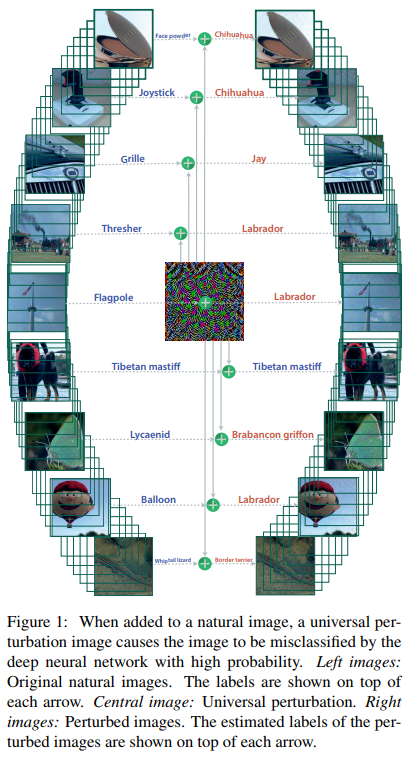 Face powder Chihuahua
Joystick Chihuahua
Grille Jay
Thresher Labrador
Flagpole Labrador
Tibetan mastiff Tibetan mastiff
Lycaenid Brabancon griffon
Balloon Labrador
Whiptail lizard Border terrier
Figure 1: When added to a natural image, a universal per-
turbation image causes the image to be misclassified by the
deep neural network with high probability. Left images:
Original natural images. The labels are shown on top of
each arrow. Central image: Universal perturbation. Right
images: Perturbed images. The estimated labels of the per-
turbed images are shown on top of each arrow.